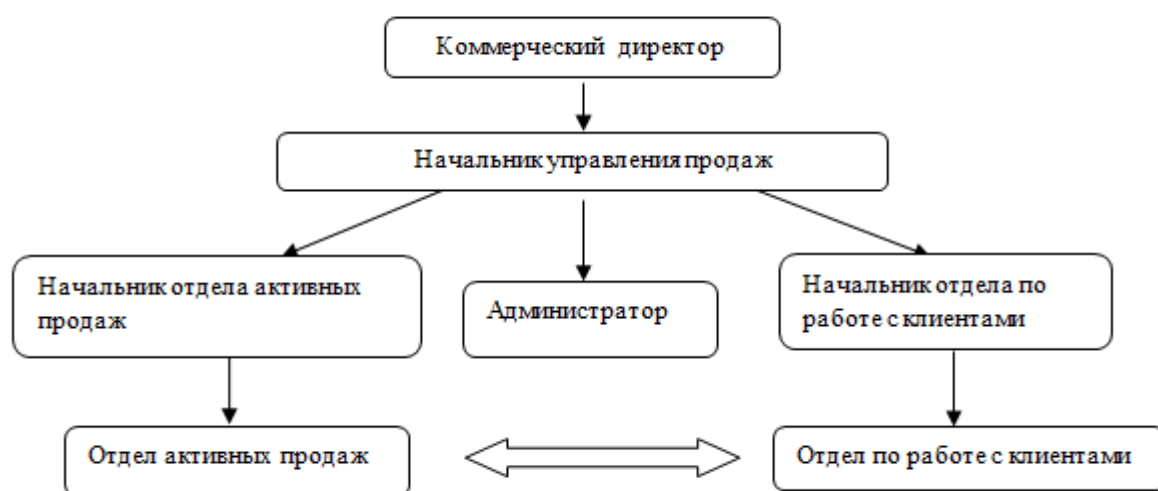 Коммерческий директор
Начальник управления продаж
Начальник отдела активных
продаж
Администратор
Начальник отдела по
работе с клиентами
Отдел активных продаж
Отдел по работе с клиентами